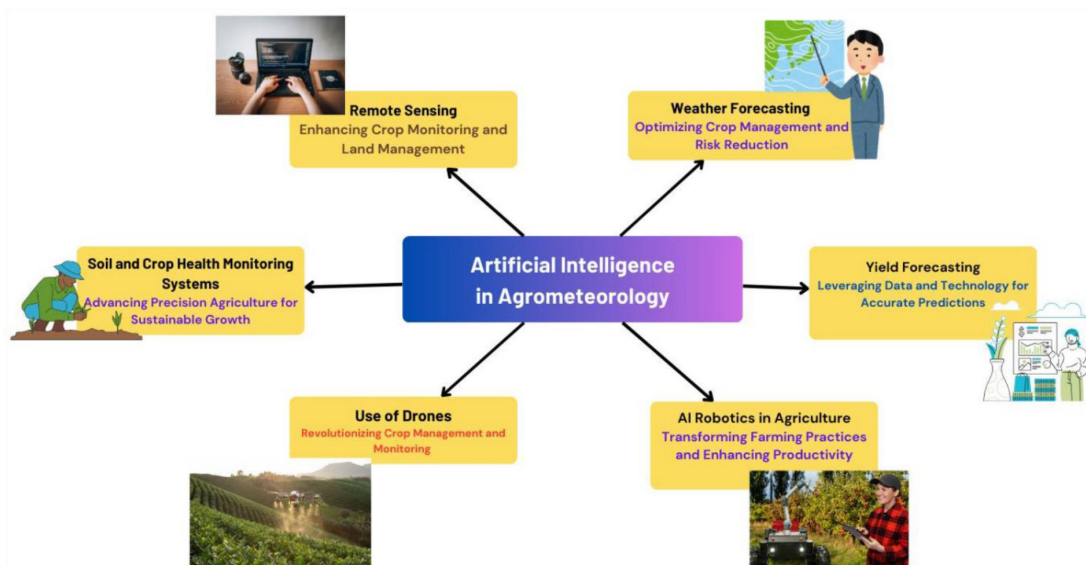 Remote Sensing
Enhancing Crop Monitoring and
Land Management
Weather Forecasting
Optimizing Crop Management and
Risk Reduction
Soil and Crop Health Monitoring
Systems
Advancing Precision Agriculture for
Sustainable Growth
Artificial Intelligence
in Agrometeorology
Yield Forecasting
Leveraging Data and Technology for
Accurate Predictions
Use of Drones
Revolutionizing Crop Management and
Monitoring
AI Robotics in Agriculture
Transforming Farming Practices
and Enhancing Productivity